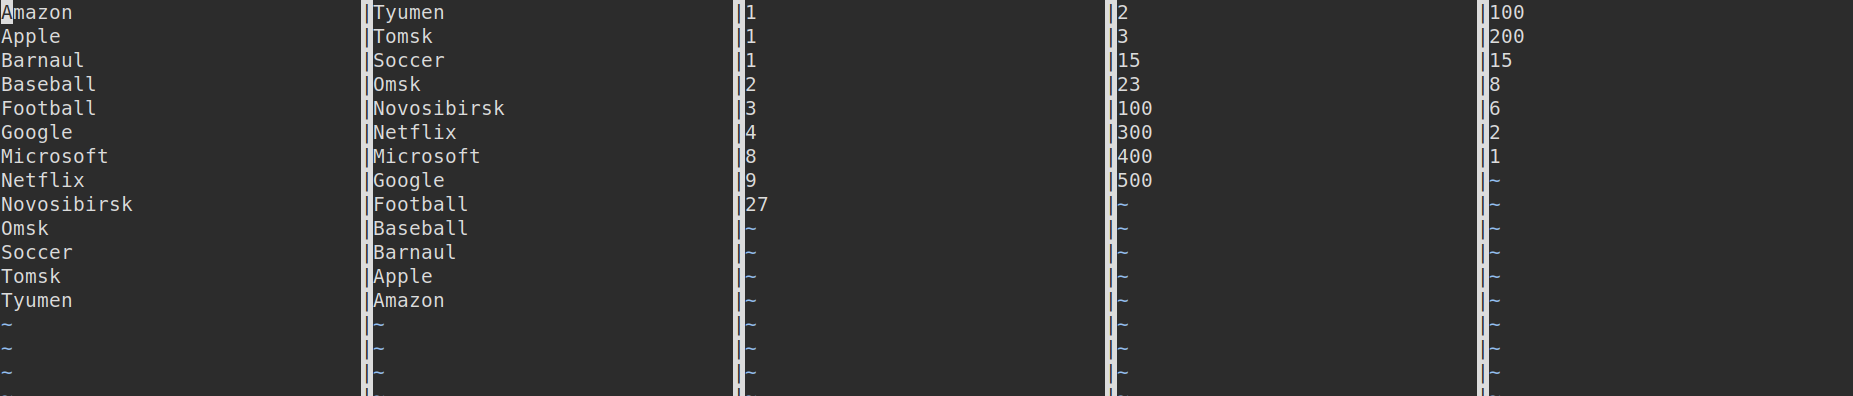 Amazon
Apple
Barnaul
Baseball
Football
Google
Microsoft
Netflix
Novosibirsk
Omsk
Soccer
Tomsk
Tyumen
~
~
~
Tyumen
Tomsk
Soccer
Omsk
Novosibirsk
Netflix
Microsoft
Google
Football
Baseball
Barnaul
Apple
Amazon
~
~
~
1
1
1
2
3
4
8
9
27
~
~
~
~
~
~
~
2
3
15
23
100
300
400
500
~
~
~
~
~
~
~
~
100
200
15
8
6
2
1
~
~
~
~
~
~
~
~
~